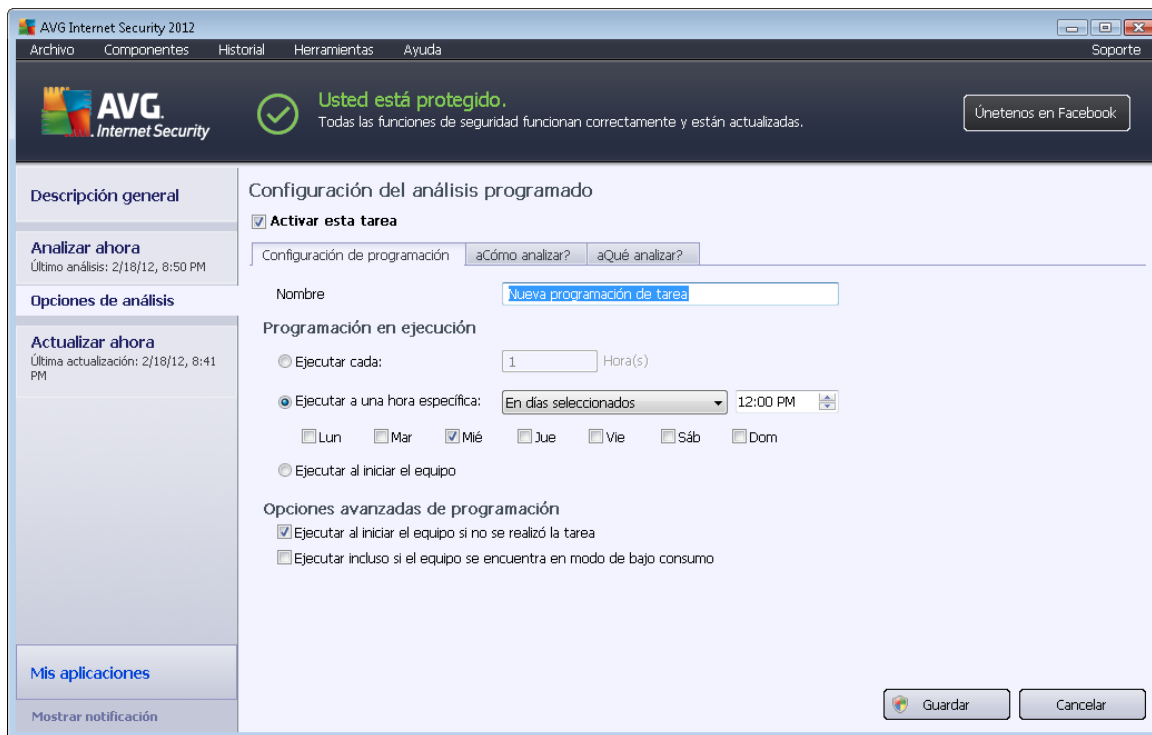 AVG Internet Security 2012
Archivo Componentes Historial Herramientas Ayuda Soporte
AVG.
Internet Security
Usted está protegido.
Todas las funciones de seguridad funcionan correctamente y están actualizadas.
Únetenos en Facebook
Descripción general
Analizar ahora
Último análisis: 2/18/12, 8:50 PM
Opciones de análisis
Actualizar ahora
Última actualización: 2/18/12, 8:41
PM
Mis aplicaciones
Mostrar notificación
Configuración del análisis programado
Activar esta tarea
Configuración de programación aCómo analizar? aQué analizar?
Nombre Nueva programación de tarea
Programación en ejecución
Ejecutar cada: 1 Hora(s)
Ejecutar a una hora específica: En días seleccionados 12:00 PM
Lun Mar Mié Jue Vie Sáb Dom
Ejecutar al iniciar el equipo
Opciones avanzadas de programación
Ejecutar al iniciar el equipo si no se realizó la tarea
Ejecutar incluso si el equipo se encuentra en modo de bajo consumo
Guardar Cancelar